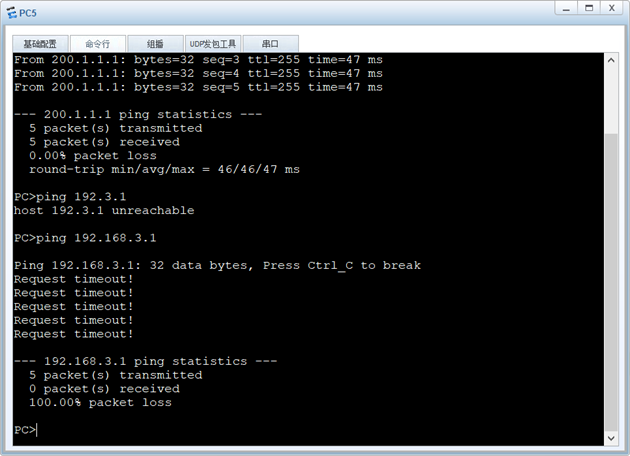 PC5
基础配置 命令行 组播 UDP发包工具 串口
From 200.1.1.1: bytes=32 seq=3 ttl=255 time=47 ms
From 200.1.1.1: bytes=32 seq=4 ttl=255 time=47 ms
From 200.1.1.1: bytes=32 seq=5 ttl=255 time=47 ms
--- 200.1.1.1 ping statistics ---
5 packet(s) transmitted
5 packet(s) received
0.00% packet loss
round-trip min/avg/max = 46/46/47 ms
PC>ping 192.3.1
host 192.3.1 unreachable
PC>ping 192.168.3.1
Ping 192.168.3.1: 32 data bytes, Press Ctrl_C to break
Request timeout!
Request timeout!
Request timeout!
Request timeout!
Request timeout!
--- 192.168.3.1 ping statistics ---
5 packet(s) transmitted
0 packet(s) received
100.00% packet loss
PC>